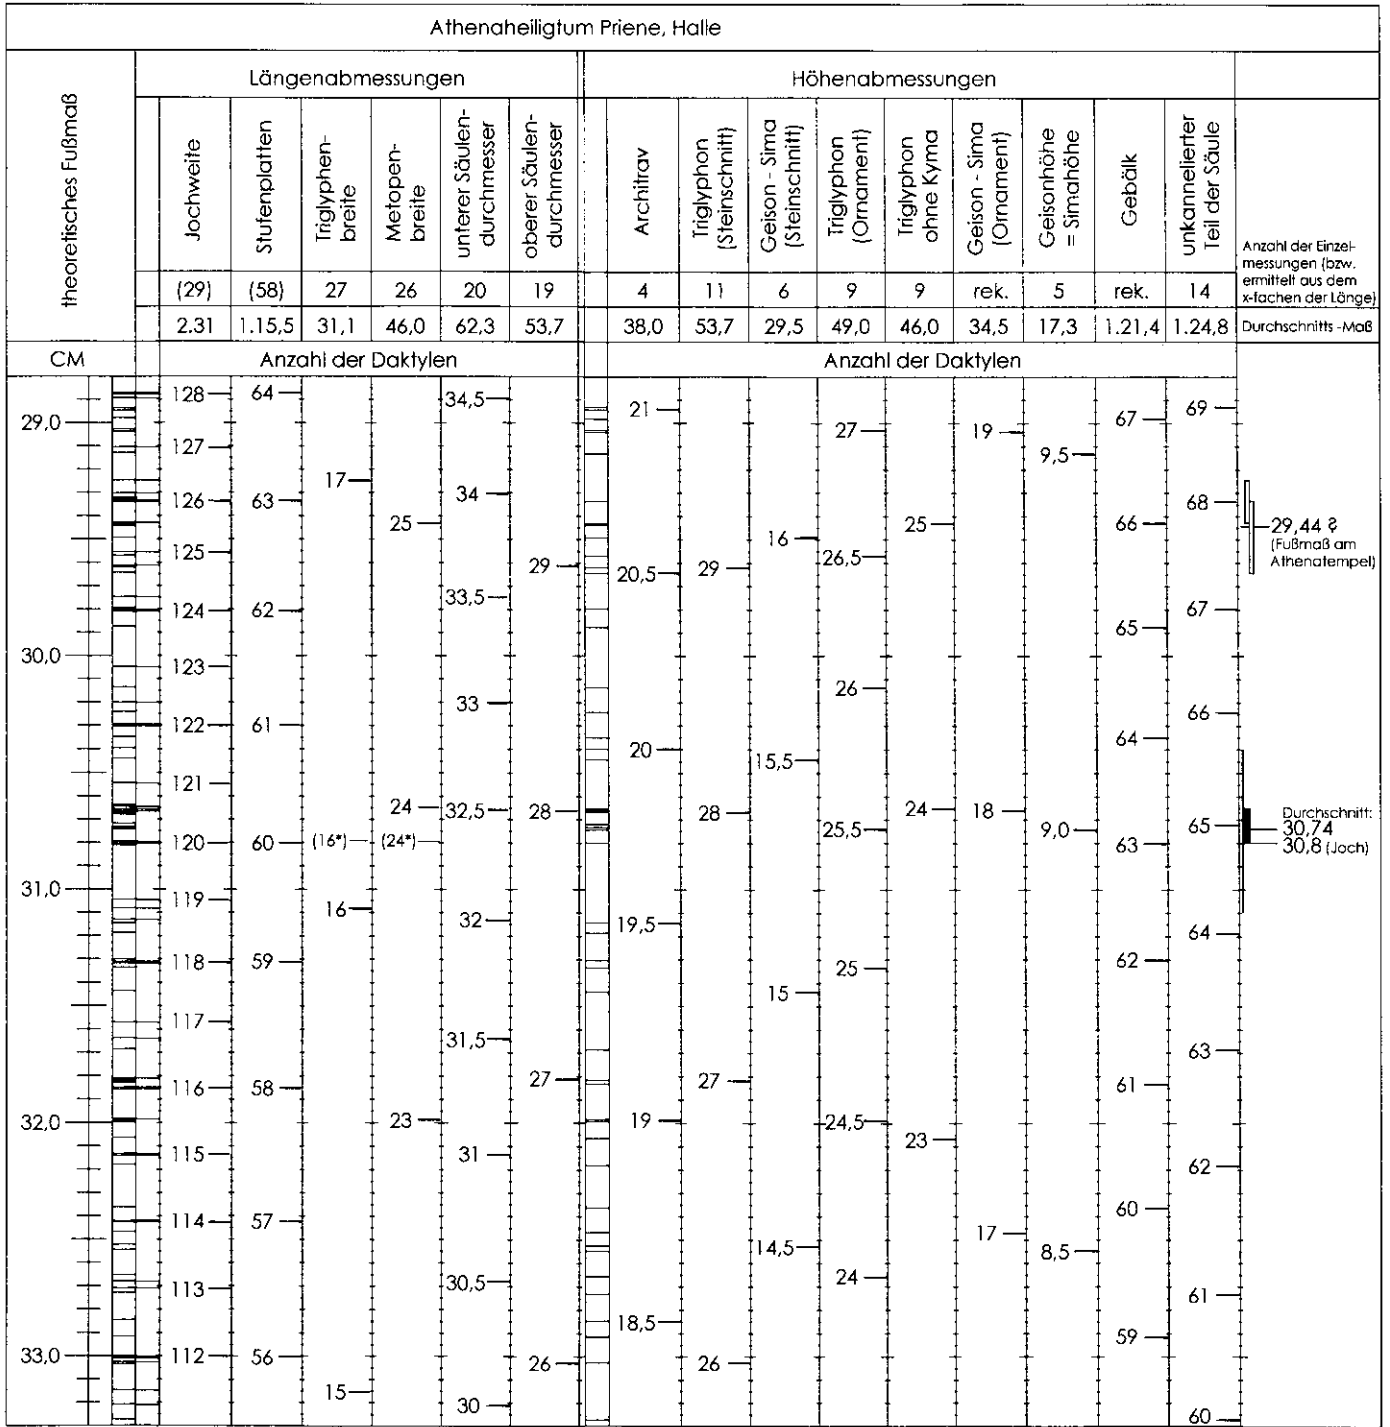 Athenaheiligtum Priene, Halle
Längenabmessungen
Höhenabmessungen
theoretisches Fußmaß
Jochweite
Stufenplatten
Triglyphen-
breite
Metopen-
breite
unterer Säulen-
durchmesser
oberer Säulen-
durchmesser
Architrav
Triglyphon
(Steinschnitt)
Geison - Sima
(Steinschnitt)
Triglyphon
(Ornament)
Triglyphon
ohne Kyma
Geison - Sima
(Ornament)
Geisonhöhe
= Simahöhe
Gebälk
unkannelierter
Teil der Säule
Anzahl der Einzel-
messungen (bzw.
ermittelt aus dem
x-fachen der Länge)
(29) (58) 27 26 20 19 4 11 6 9 9 rek. 5 rek. 14
2.31 1.15,5 31,1 46,0 62,3 53,7 38,0 53,7 29,5 49,0 46,0 34,5 17,3 1.21,4 1.24,8 Durchschnitts-Maß
CM Anzahl der Daktylen Anzahl der Daktylen
128 64 34,5 21 69
29,0 27 19 67
127 9,5
17 34
126 63 68
25 25 66 29,44 ?
16 (Fußmaß am
125 29 29 26,5 Athenatempel)
20,5
124 62 33,5 67
65
30,0 123
26
33 66
122 61 64
20 15,5
121
24 32,5 28 28 24 18 Durchschnitt:
25,5 9,0 65 30,74
120 60 (16*) (24*) 63 30,8 (Joch)
31,0 119
16
32 19,5 64
118 59 25 62
15
117
31,5 63
116 58 27 27 61
32,0 23 19 24,5
23
115 31 62
114 57 60
17
14,5 8,5
113 30,5 24 61
18,5
59
33,0 112 56 26 26
15
30 60